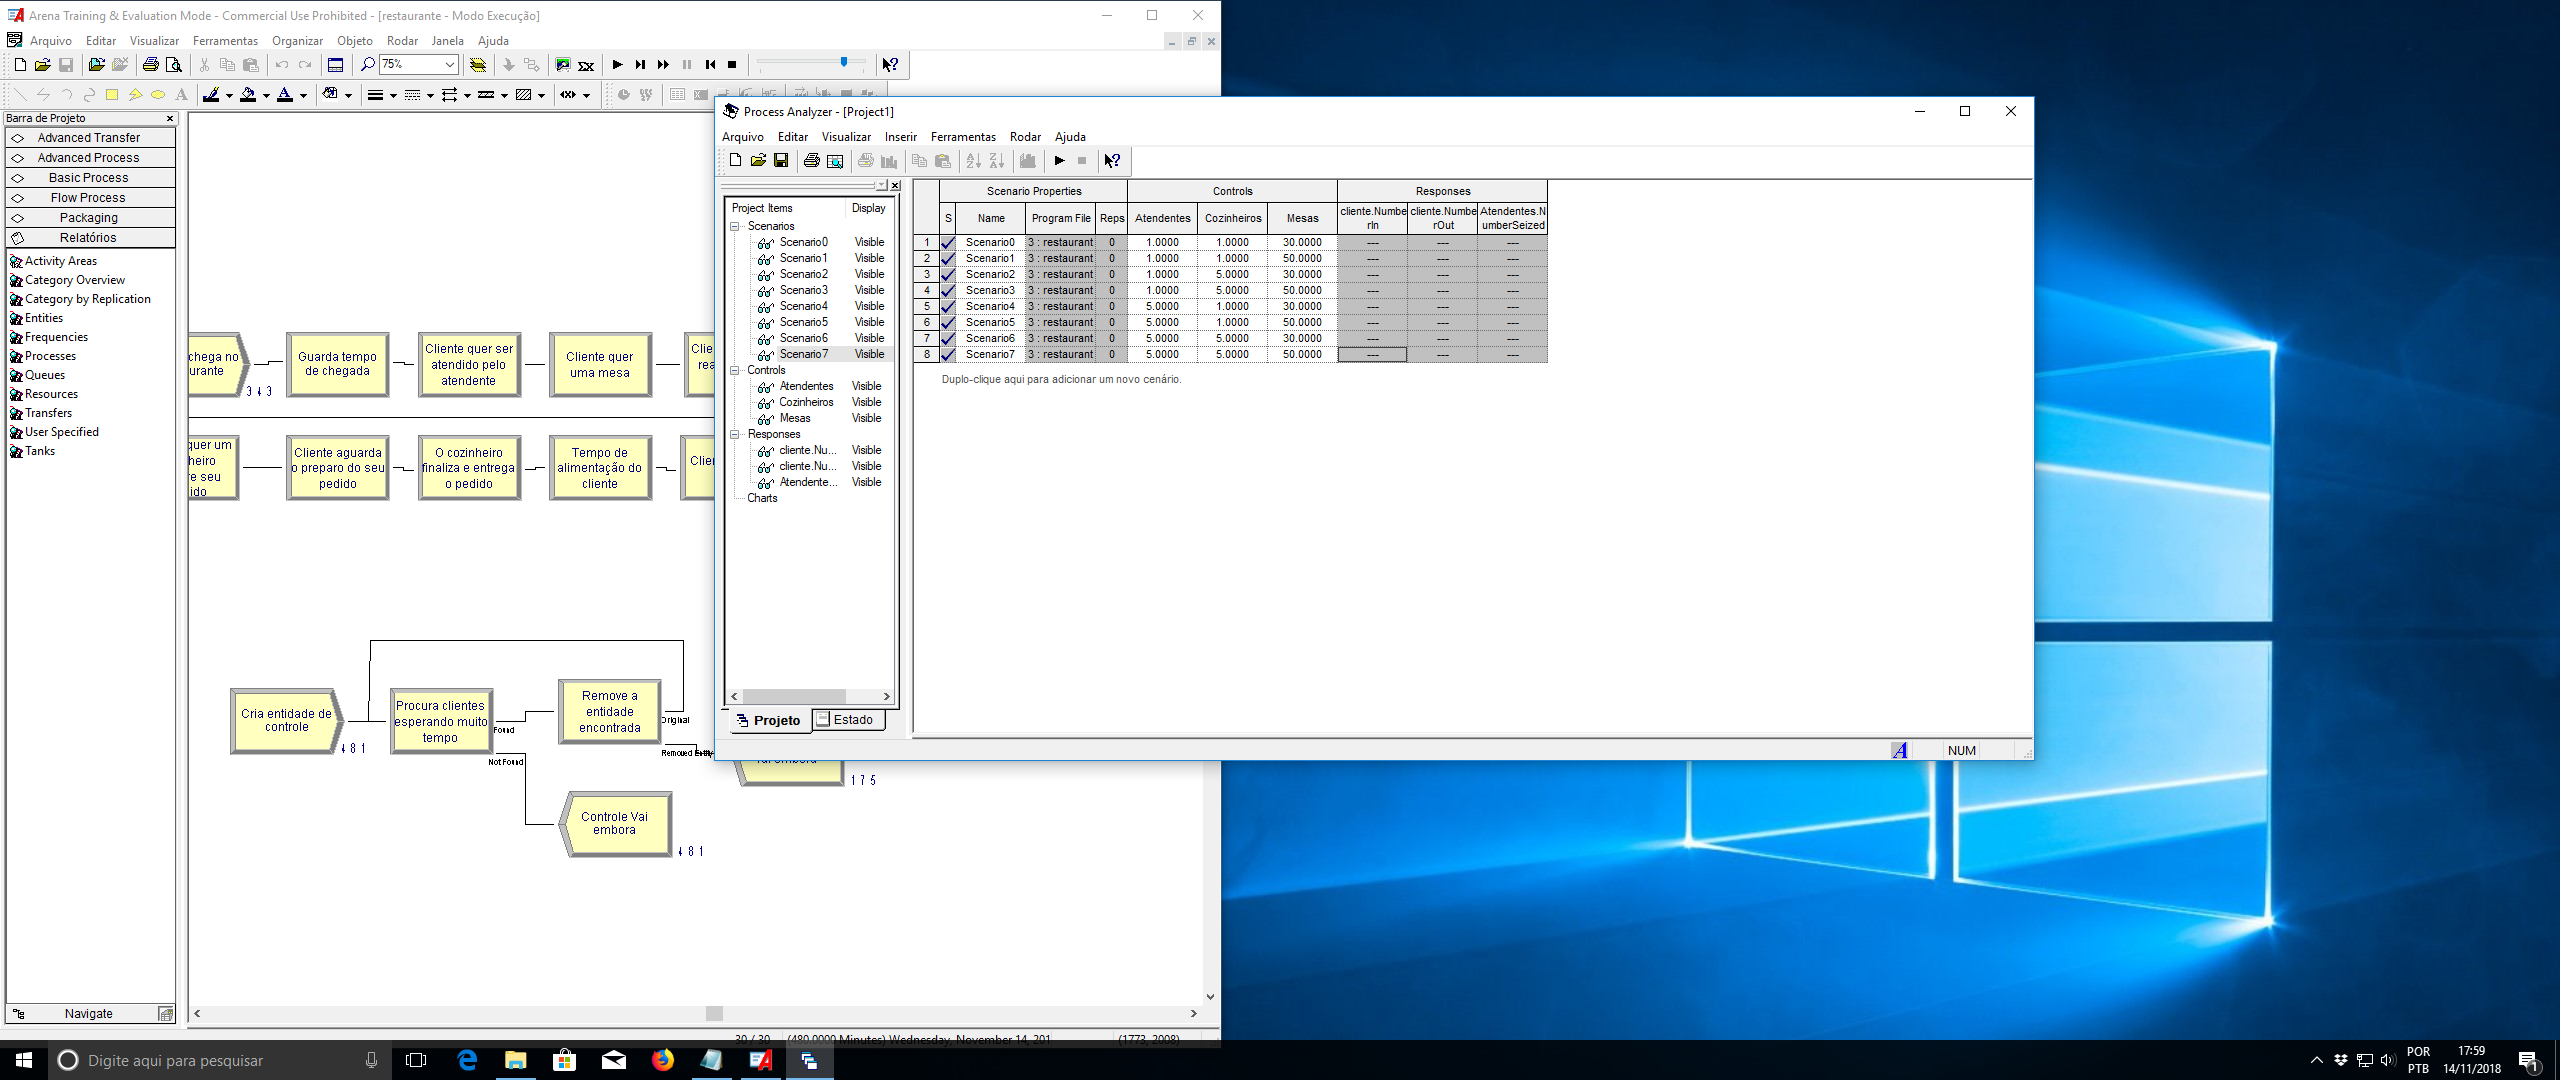 Arena Training & Evaluation Mode - Commercial Use Prohibited - [restaurante - Modo Execução]
Arquivo Editar Visualizar Ferramentas Organizar Objeto Rodar Janela Ajuda
75%
Barra de Projeto
Advanced Transfer
Advanced Process
Basic Process
Flow Process
Packaging
Relatórios
Activity Areas
Category Overview
Category by Replication
Entities
Frequencies
Processes
Queues
Resources
Transfers
User Specified
Tanks
Navigate
chega no
urante
343
Guarda tempo
de chegada
Cliente quer ser
atendido pelo
atendente
Cliente quer
uma mesa
Clie
rea
quer um
heiro
re seu
ido
Cliente aguarda
o preparo do seu
pedido
O cozinheiro
finaliza e entrega
o pedido
Tempo de
alimentação do
cliente
Clie
Cria entidade de
controle
481
Procura clientes
esperando muito
tempo
Found
Not Found
Remove a
entidade
encontrada
Original
Removed Entity
175
Controle Vai
embora
481
30 / 30 (480.0000 Minutes) Wednesday, November 14, 201 (1773, 2008)
Process Analyzer - [Project1]
Arquivo Editar Visualizar Inserir Ferramentas Rodar Ajuda
Project Items Display
Scenarios
Scenario0 Visible
Scenario1 Visible
Scenario2 Visible
Scenario3 Visible
Scenario4 Visible
Scenario5 Visible
Scenario6 Visible
Scenario7 Visible
Controls
Atendentes Visible
Cozinheiros Visible
Mesas Visible
Responses
cliente.Nu... Visible
cliente.Nu... Visible
Atendente... Visible
Charts
Projeto Estado
Scenario Properties Controls Responses
S Name Program File Reps Atendentes Cozinheiros Mesas cliente.NumberIn cliente.NumberOut Atendentes.NumberSeized
1 Scenario0 3 : restaurant 0 1.0000 1.0000 30.0000 --- --- ---
2 Scenario1 3 : restaurant 0 1.0000 1.0000 50.0000 --- --- ---
3 Scenario2 3 : restaurant 0 1.0000 5.0000 30.0000 --- --- ---
4 Scenario3 3 : restaurant 0 1.0000 5.0000 50.0000 --- --- ---
5 Scenario4 3 : restaurant 0 5.0000 1.0000 30.0000 --- --- ---
6 Scenario5 3 : restaurant 0 5.0000 1.0000 50.0000 --- --- ---
7 Scenario6 3 : restaurant 0 5.0000 5.0000 30.0000 --- --- ---
8 Scenario7 3 : restaurant 0 5.0000 5.0000 50.0000 --- --- ---
Duplo-clique aqui para adicionar um novo cenário.
A NUM
Digite aqui para pesquisar
POR
PTB
17:59
14/11/2018
1